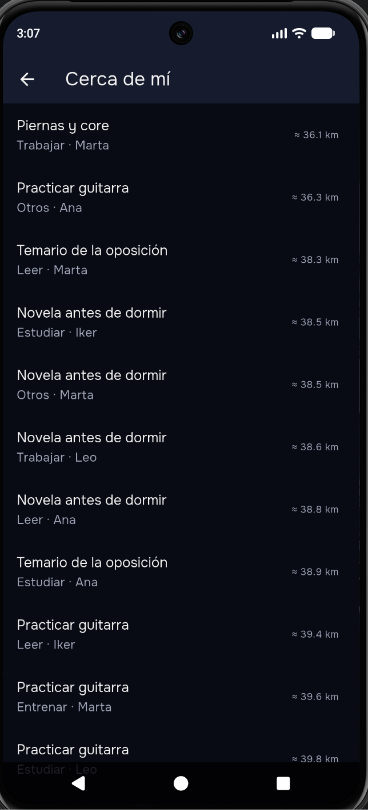 3:07
Cerca de mí
Piernas y core
≈ 36.1 km
Trabajar · Marta
Practicar guitarra
≈ 36.3 km
Otros · Ana
Temario de la oposición
≈ 38.3 km
Leer · Marta
Novela antes de dormir
≈ 38.5 km
Estudiar · Iker
Novela antes de dormir
≈ 38.5 km
Otros · Marta
Novela antes de dormir
≈ 38.6 km
Trabajar · Leo
Novela antes de dormir
≈ 38.8 km
Leer · Ana
Temario de la oposición
≈ 38.9 km
Estudiar · Ana
Practicar guitarra
≈ 39.4 km
Leer · Iker
Practicar guitarra
≈ 39.6 km
Entrenar · Marta
Practicar guitarra
≈ 39.8 km
Estudiar · Leo